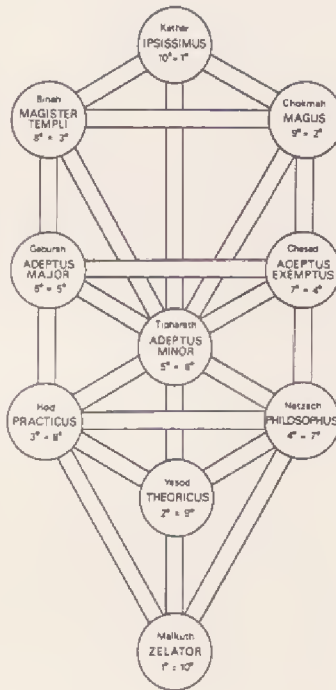 Kether
IPSISSIMUS
10° = 1°
Binah
MAGISTER
TEMPLI
8° = 3°
Chokmah
MAGUS
9° = 2°
Geburah
ADEPTUS
MAJOR
6° = 5°
Chesed
ADEPTUS
EXEMPTUS
7° = 4°
Tiphareth
ADEPTUS
MINOR
5° = 6°
Hod
PRACTICUS
3° = 8°
Netzach
PHILOSOPHUS
4° = 7°
Yesod
THEORICUS
2° = 9°
Malkuth
ZELATOR
1° = 10°